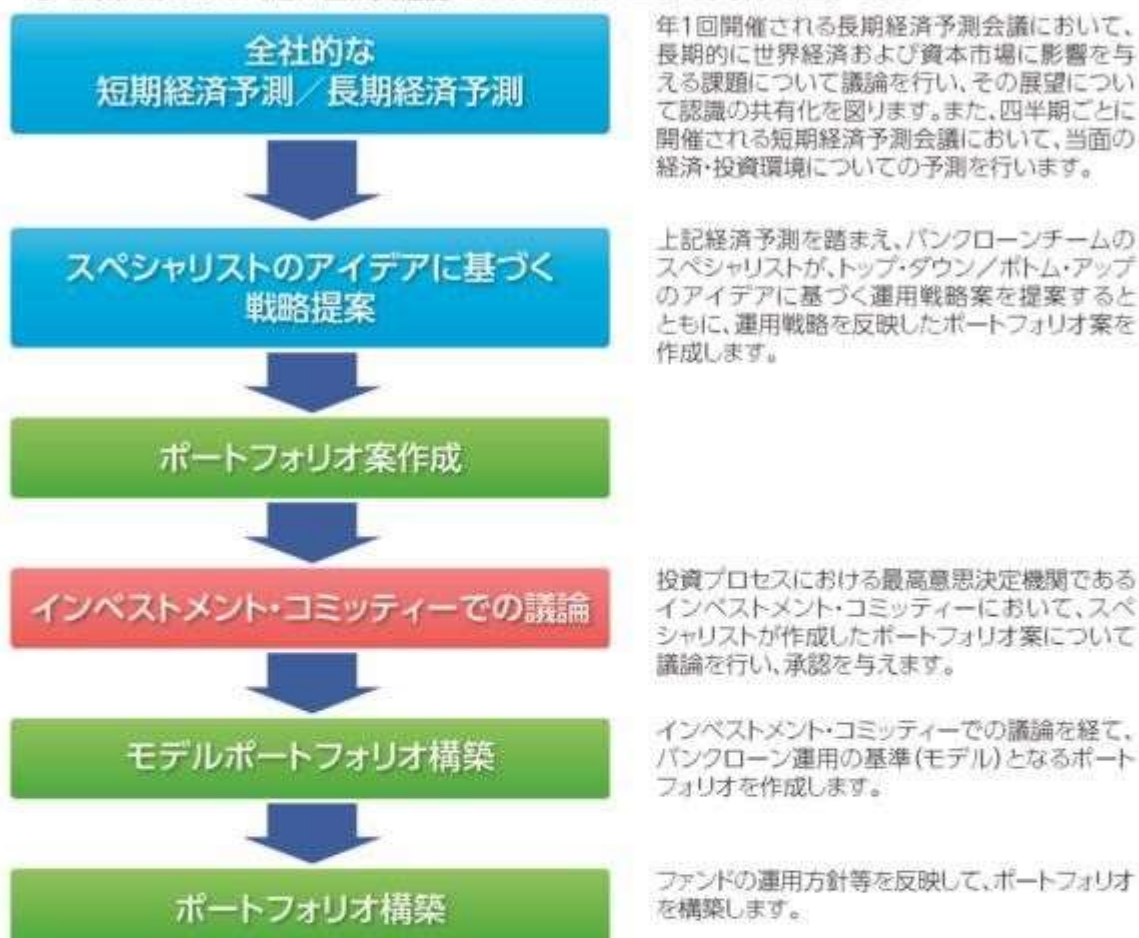 全社的な
短期経済予測／長期経済予測
年1回開催される長期経済予測会議において、
長期的に世界経済および資本市場に影響を与
える課題について議論を行い、その展望につい
て認識の共有化を図ります。また、四半期ごとに
開催される短期経済予測会議において、当面の
経済・投資環境についての予測を行います。
スペシャリストのアイデアに基づく
戦略提案
上記経済予測を踏まえ、バンクローンチームの
スペシャリストが、トップ・ダウン／ボトム・アップ
のアイデアに基づく運用戦略案を提案すると
ともに、運用戦略を反映したポートフォリオ案を
作成します。
ポートフォリオ案作成
インベストメント・コミッティーでの議論
投資プロセスにおける最高意思決定機関である
インベストメント・コミッティーにおいて、スペ
シャリストが作成したポートフォリオ案について
議論を行い、承認を与えます。
モデルポートフォリオ構築
インベストメント・コミッティーでの議論を経て、
バンクローン運用の基準(モデル)となるポート
フォリオを作成します。
ポートフォリオ構築
ファンドの運用方針等を反映して、ポートフォリオ
を構築します。